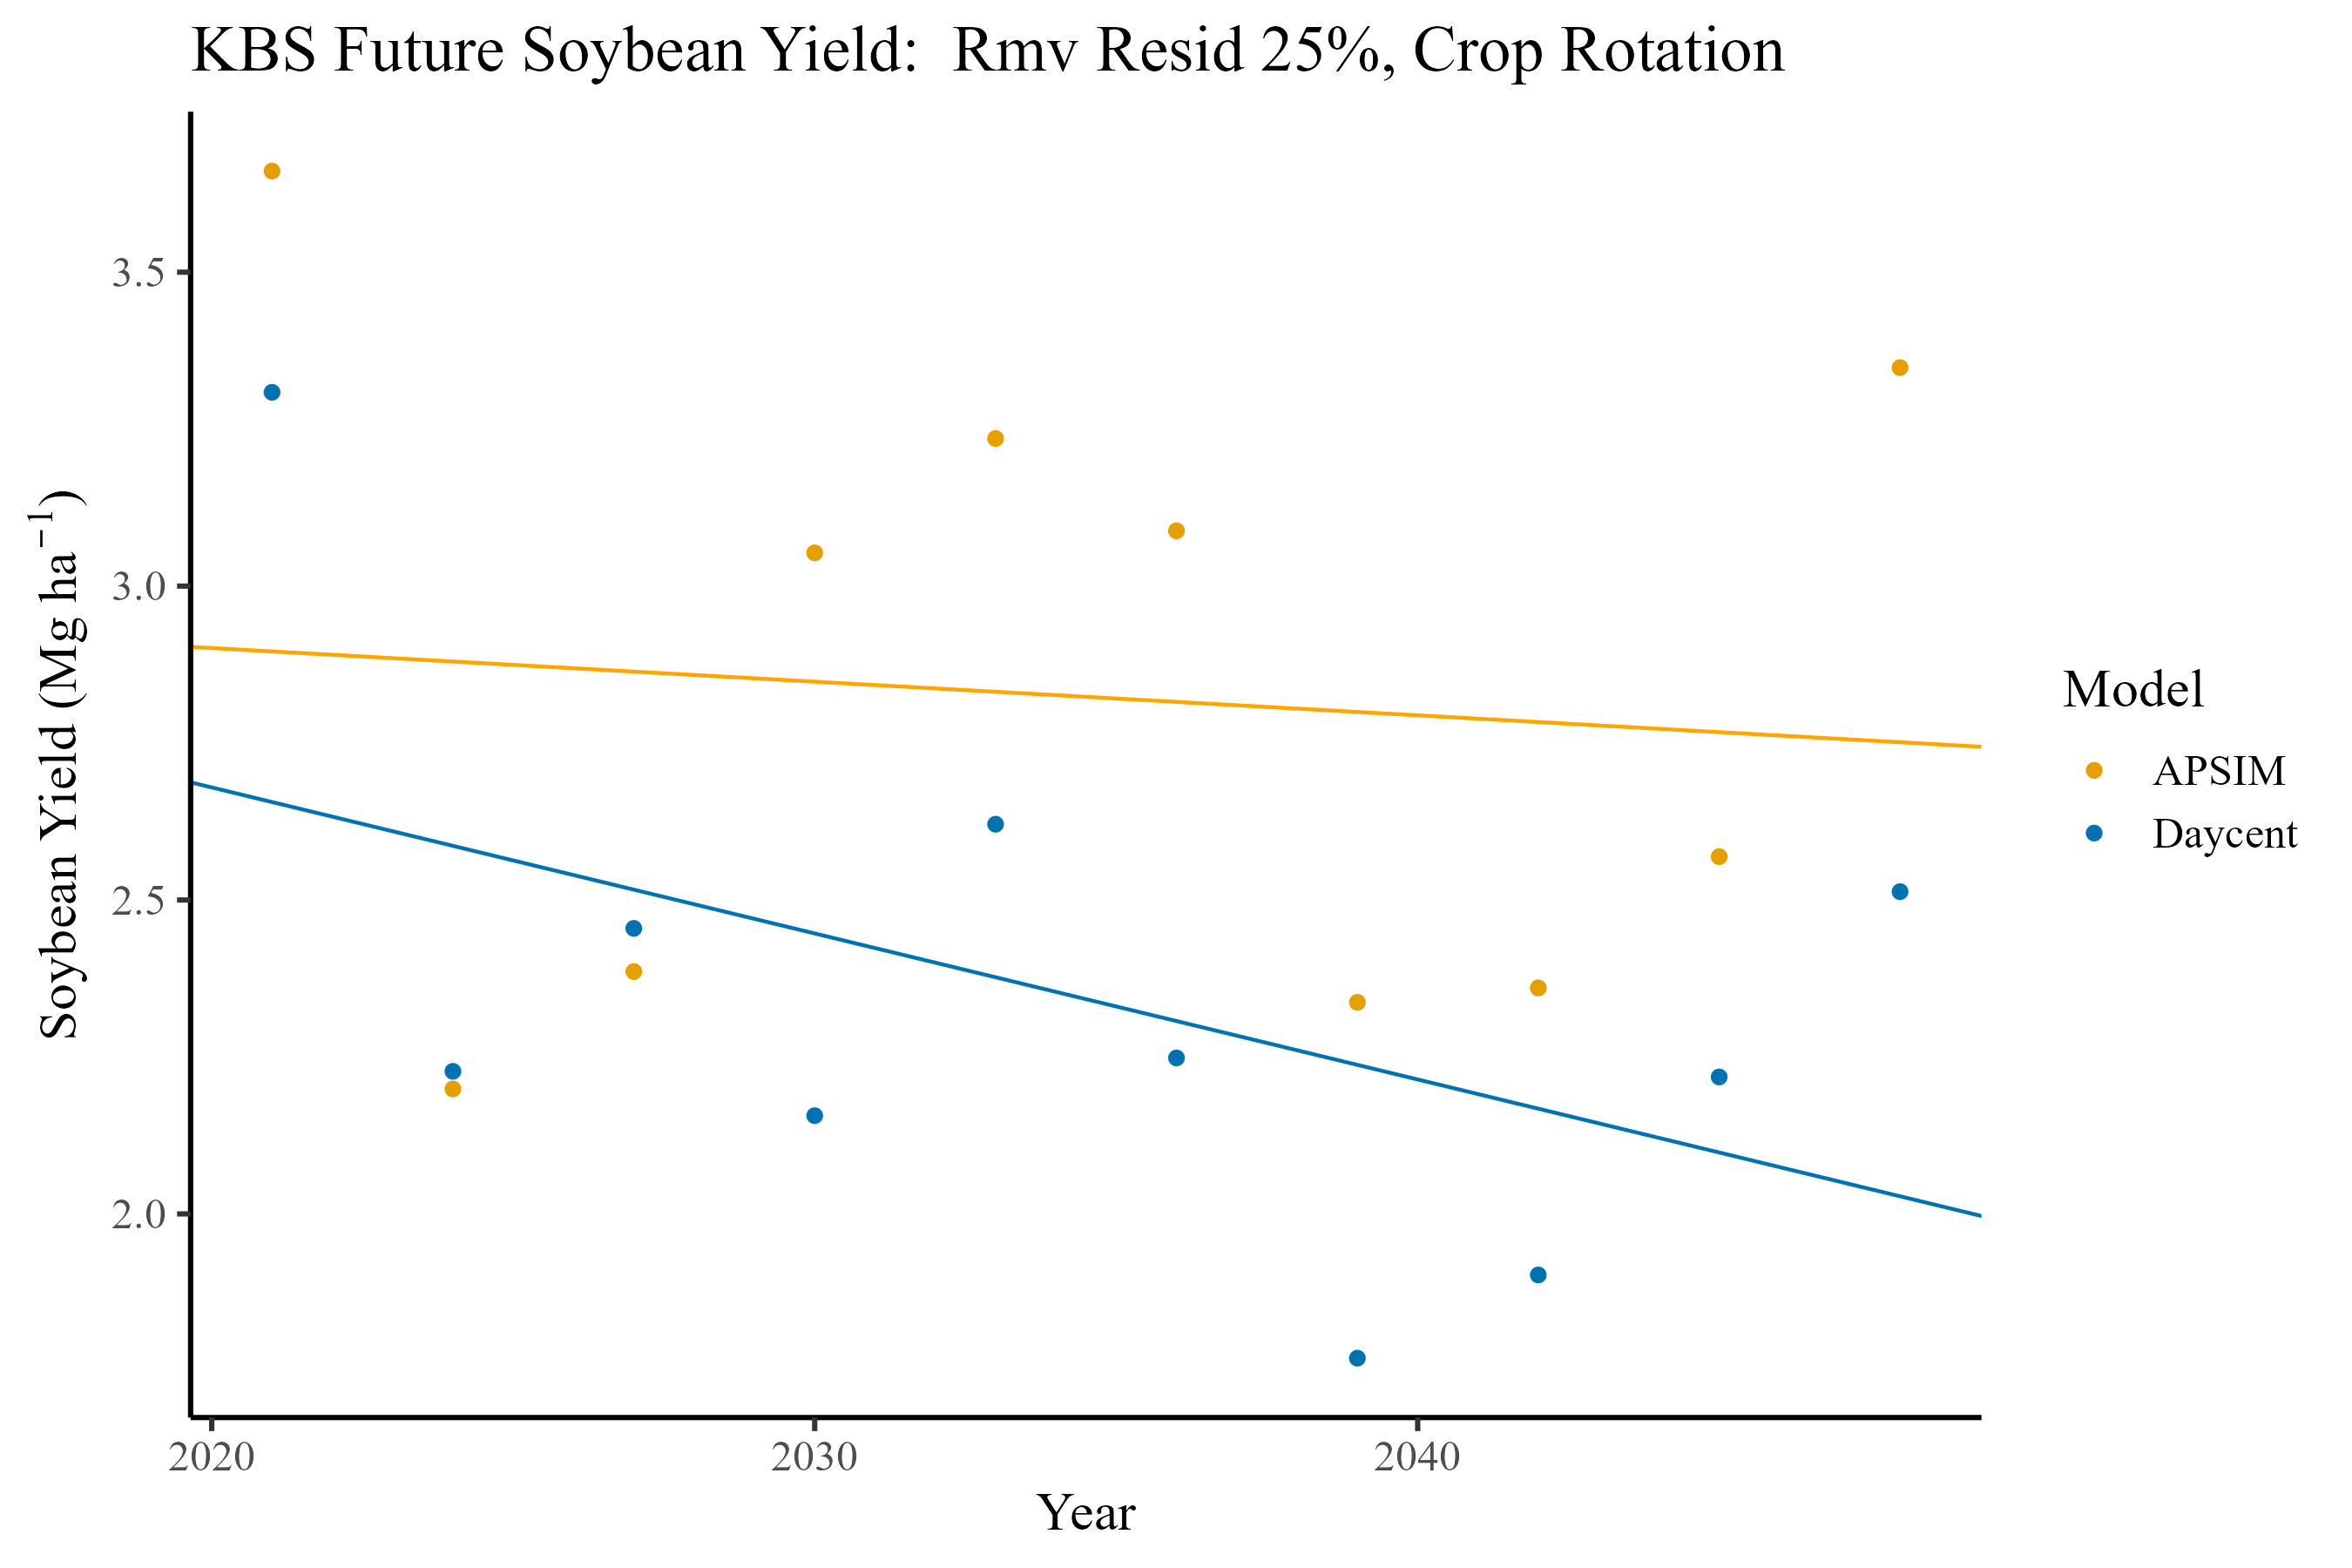 KBS Future Soybean Yield:  Rmv Resid 25%, Crop Rotation
Soybean Yield (Mg ha⁻¹)
3.5
3.0
2.5
2.0
2020
2030
2040
Year
Model
APSIM
Daycent